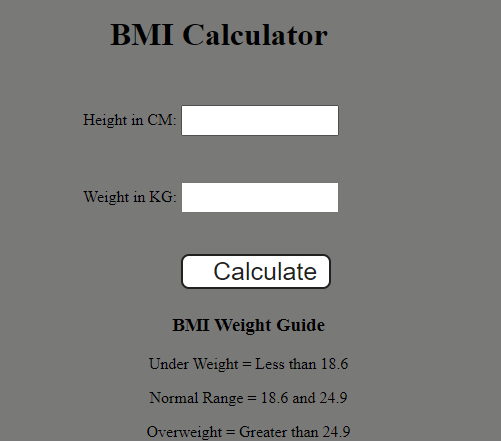 BMI Calculator
Height in CM:
Weight in KG:
Calculate
BMI Weight Guide
Under Weight = Less than 18.6
Normal Range = 18.6 and 24.9
Overweight = Greater than 24.9